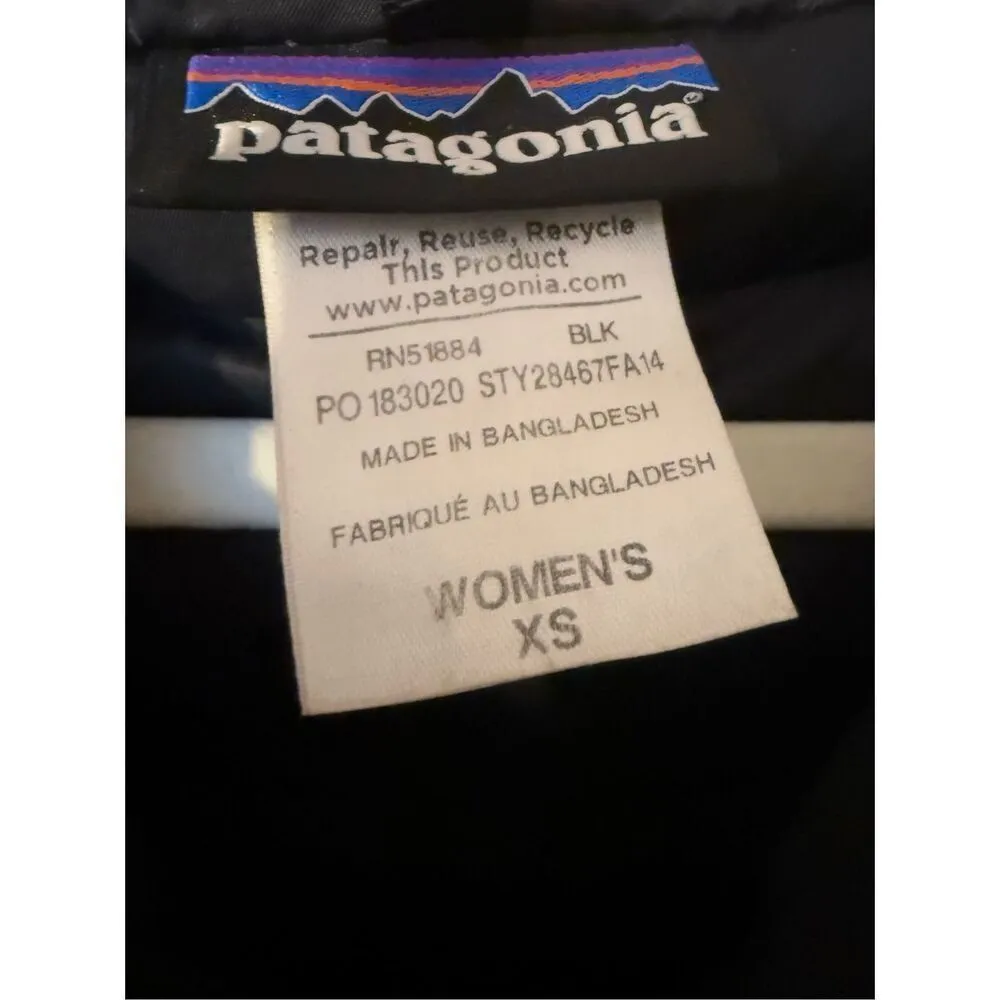 patagonia®
Repair, Reuse, Recycle
This Product
www.patagonia.com
RN51884 BLK
PO 183020 STY28467FA14
MADE IN BANGLADESH
FABRIQUÉ AU BANGLADESH
WOMEN'S
XS